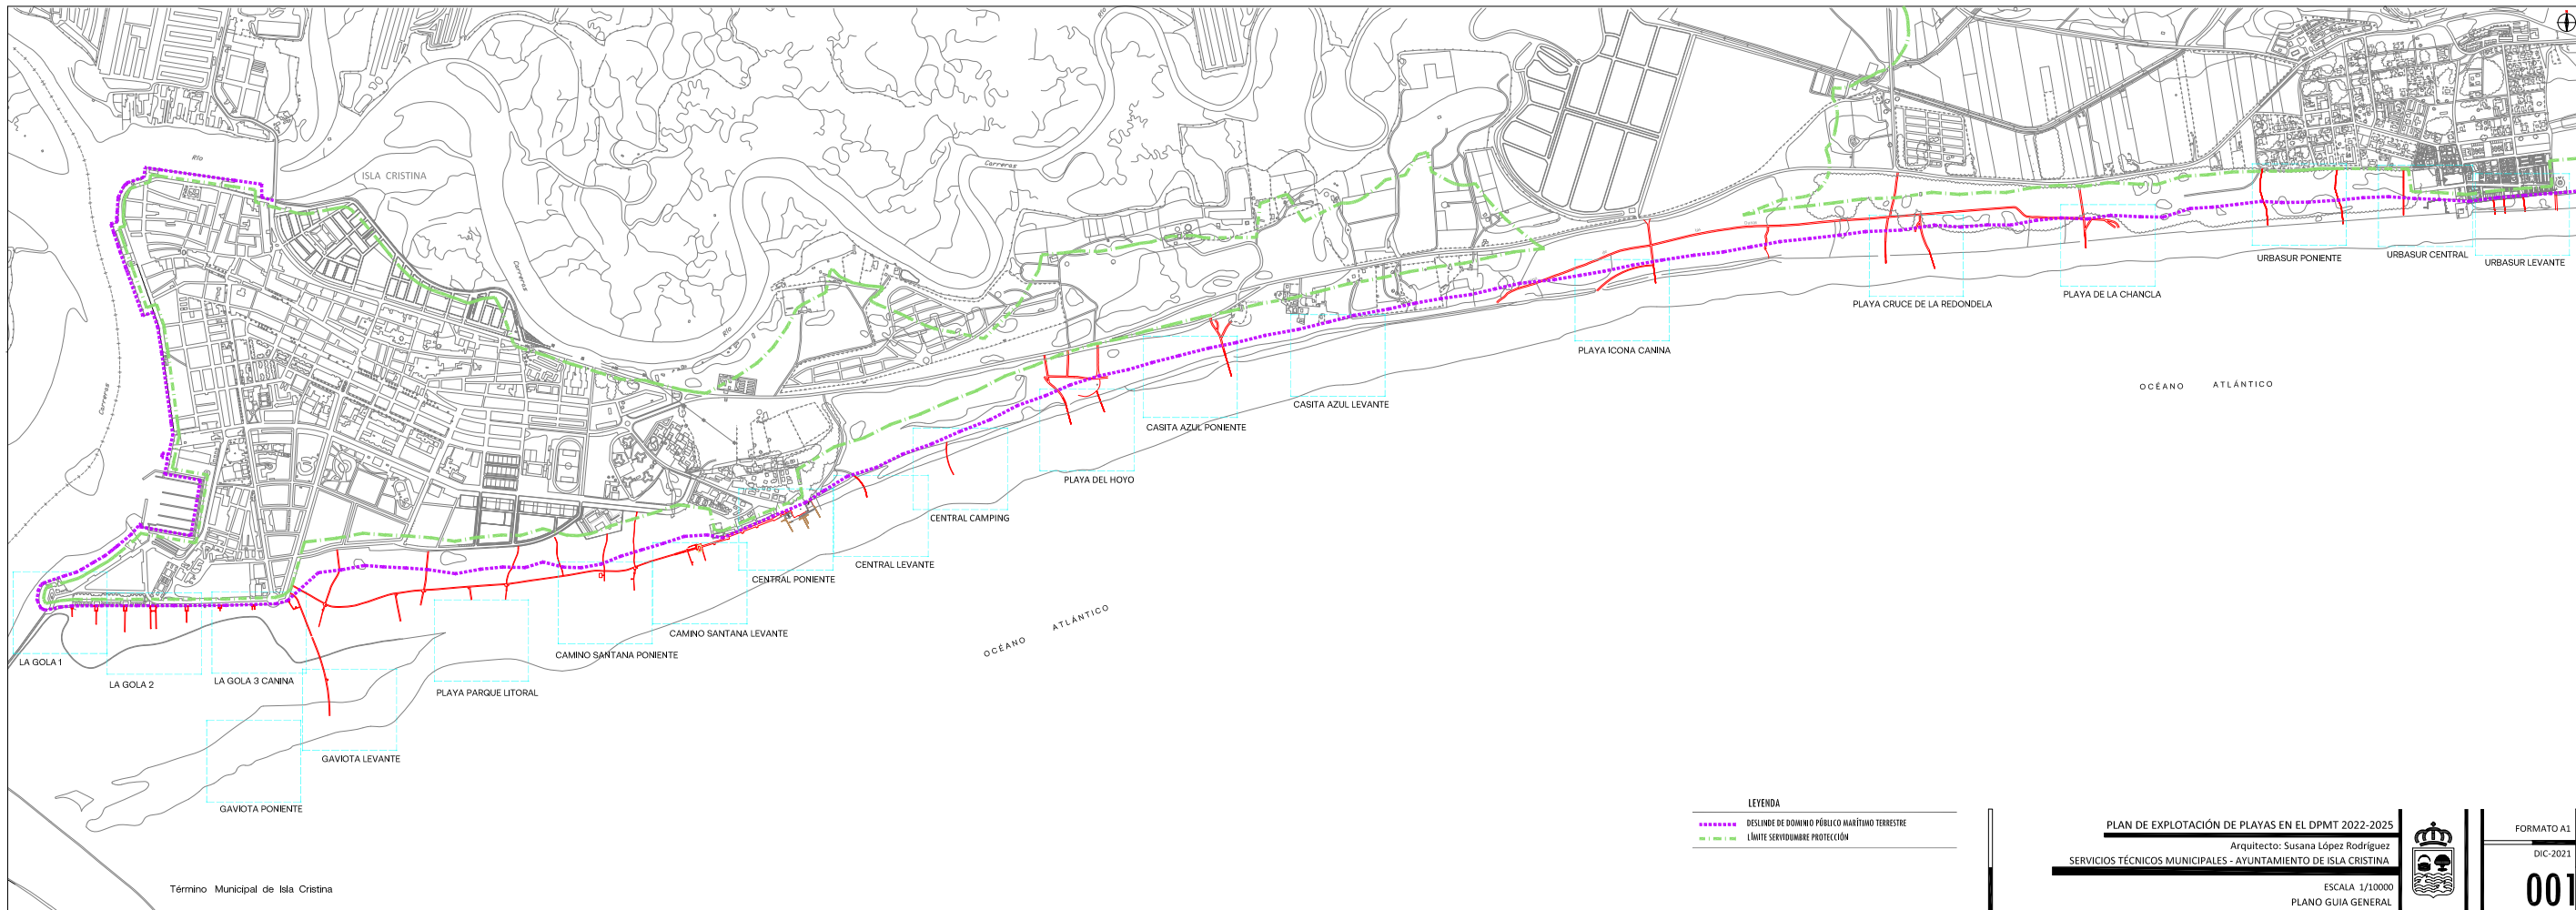 Río
ISLA CRISTINA
Carreras
Carreras
Río
Carreras
Río
Carreras
URBASUR PONIENTE
URBASUR CENTRAL
URBASUR LEVANTE
PLAYA DE LA CHANCLA
PLAYA CRUCE DE LA REDONDELA
PLAYA ICONA CANINA
OCÉANO ATLÁNTICO
CASITA AZUL LEVANTE
CASITA AZUL PONIENTE
PLAYA DEL HOYO
CENTRAL CAMPING
CENTRAL LEVANTE
CENTRAL PONIENTE
CAMINO SANTANA LEVANTE
CAMINO SANTANA PONIENTE
OCÉANO ATLÁNTICO
LA GOLA 1
LA GOLA 2
LA GOLA 3 CANINA
PLAYA PARQUE LITORAL
GAVIOTA LEVANTE
GAVIOTA PONIENTE
Término Municipal de Isla Cristina
LEYENDA
DESLINDE DE DOMINIO PÚBLICO MARÍTIMO TERRESTRE
LÍMITE SERVIDUMBRE PROTECCIÓN
PLAN DE EXPLOTACIÓN DE PLAYAS EN EL DPMT 2022-2025
Arquitecto: Susana López Rodríguez
SERVICIOS TÉCNICOS MUNICIPALES - AYUNTAMIENTO DE ISLA CRISTINA
ESCALA 1/10000
PLANO GUIA GENERAL
FORMATO A1
DIC-2021
001